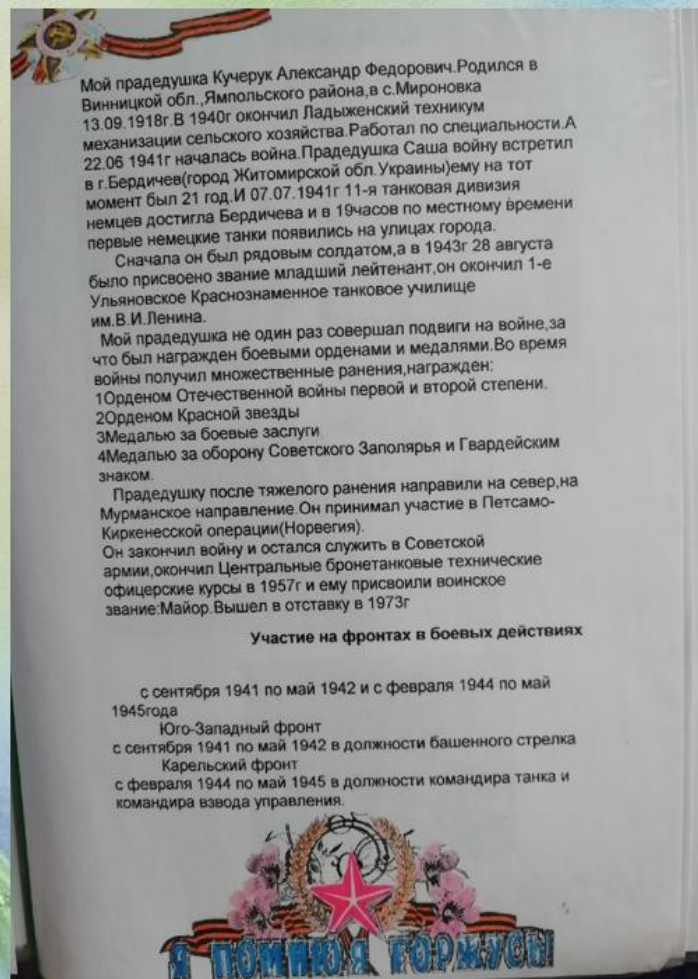 Мой прадедушка Кучерук Александр Федорович.Родился в
Винницкой обл.,Ямпольского района,в с.Мироновка
13.09.1918г.В 1940г окончил Ладыженский техникум
механизации сельского хозяйства.Работал по специальности.А
22.06 1941г началась война.Прадедушка Саша войну встретил
в г.Бердичев(город Житомирской обл.Украины)ему на тот
момент был 21 год.И 07.07.1941г 11-я танковая дивизия
немцев достигла Бердичева и в 19часов по местному времени
первые немецкие танки появились на улицах города.
Сначала он был рядовым солдатом,а в 1943г 28 августа
было присвоено звание младший лейтенант,он окончил 1-е
Ульяновское Краснознаменное танковое училище
им.В.И.Ленина.
Мой прадедушка не один раз совершал подвиги на войне,за
что был награжден боевыми орденами и медалями.Во время
войны получил множественные ранения,награжден:
1Орденом Отечественной войны первой и второй степени.
2Орденом Красной звезды
3Медалью за боевые заслуги.
4Медалью за оборону Советского Заполярья и Гвардейским
знаком.
Прадедушку после тяжелого ранения направили на север,на
Мурманское направление.Он принимал участие в Петсамо-
Киркенесской операции(Норвегия).
Он закончил войну и остался служить в Советской
армии,окончил Центральные бронетанковые технические
офицерские курсы в 1957г и ему присвоили воинское
звание:Майор.Вышел в отставку в 1973г
Участие на фронтах в боевых действиях
с сентября 1941 по май 1942 и с февраля 1944 по май
1945года
Юго-Западный фронт
с сентября 1941 по май 1942 в должности башенного стрелка
Карельский фронт
с февраля 1944 по май 1945 в должности командира танка и
командира взвода управления.
Я ПОМНЮ Я ГОРЖУСЬ!